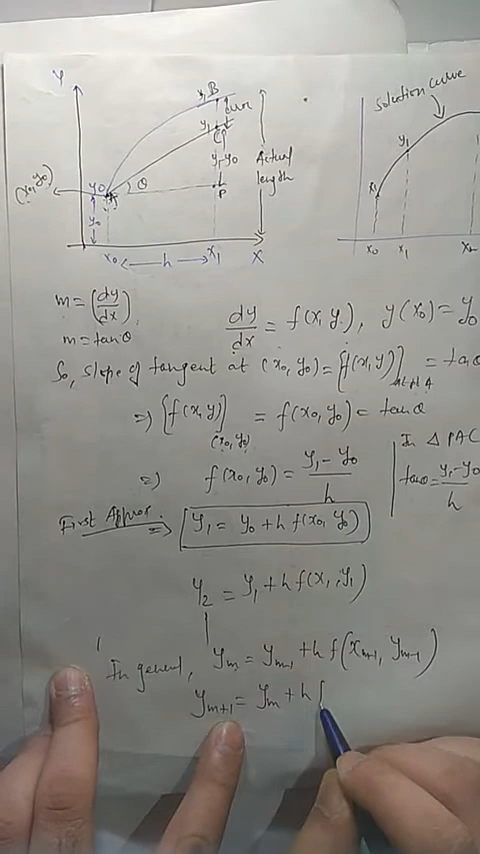 Y
y, B
Error
y1
C
y1-y0
Actual length
(x0, y0)
y0
A
θ
P
y0
x0
h
x1
X
Solution curve
y1
x0
x1
m = (dy/dx)
m = tanθ
dy/dx = f(x, y), y(x0) = y0
So, slope of tangent at (x0, y0) = [f(x, y)] at pt A = tanθ
=> [f(x, y)](x0, y0) = f(x0, y0) = tanθ
In Δ PAC
=> f(x0, y0) = y1 - y0 / h
tanθ = y1-y0 / h
First Approx. => y1 = y0 + h f(x0, y0)
y2 = y1 + h f(x1, y1)
In general, ym = ym-1 + h f(xm-1, ym-1)
ym+1 = ym + h f